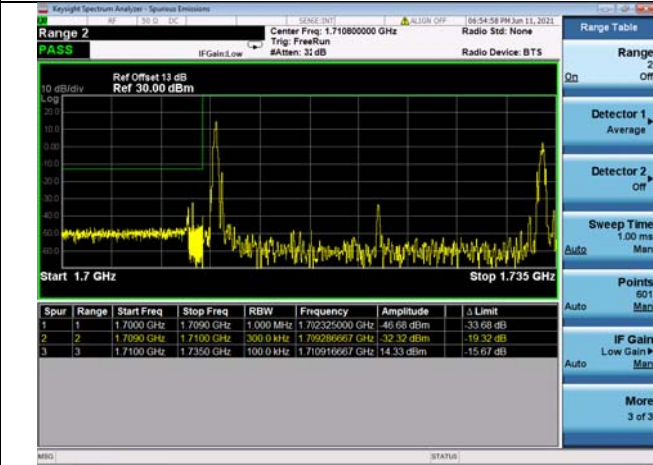 Keysight Spectrum Analyzer - Spurious Emissions
RF 50 Ω DC SENSE:INT ALIGN OFF 06:54:58 PM Jun 11, 2021
Range 2 Center Freq: 1.710800000 GHz Radio Std: None
Trig: FreeRun
PASS IFGain:Low #Atten: 32 dB Radio Device: BTS
Ref Offset 13 dB
10 dB/div Ref 30.00 dBm
Log
20.0
10.0
0.00
-10.0
-20.0
-30.0
-40.0
-50.0
-60.0
Start 1.7 GHz Stop 1.735 GHz
Spur Range Start Freq Stop Freq RBW Frequency Amplitude Δ Limit
1 1 1.7000 GHz 1.7090 GHz 1.000 MHz 1.702325000 GHz -46.68 dBm -33.68 dB
2 2 1.7090 GHz 1.7100 GHz 300.0 kHz 1.709286667 GHz -32.32 dBm -19.32 dB
3 3 1.7100 GHz 1.7350 GHz 100.0 kHz 1.710916667 GHz 14.33 dBm -15.67 dB
MSG STATUS
Range Table
Range
2
On Off
Detector 1
Average
Detector 2
Off
Sweep Time
1.00 ms
Auto Man
Points
601
Auto Man
IF Gain
Low Gain
Auto Man
More
3 of 3